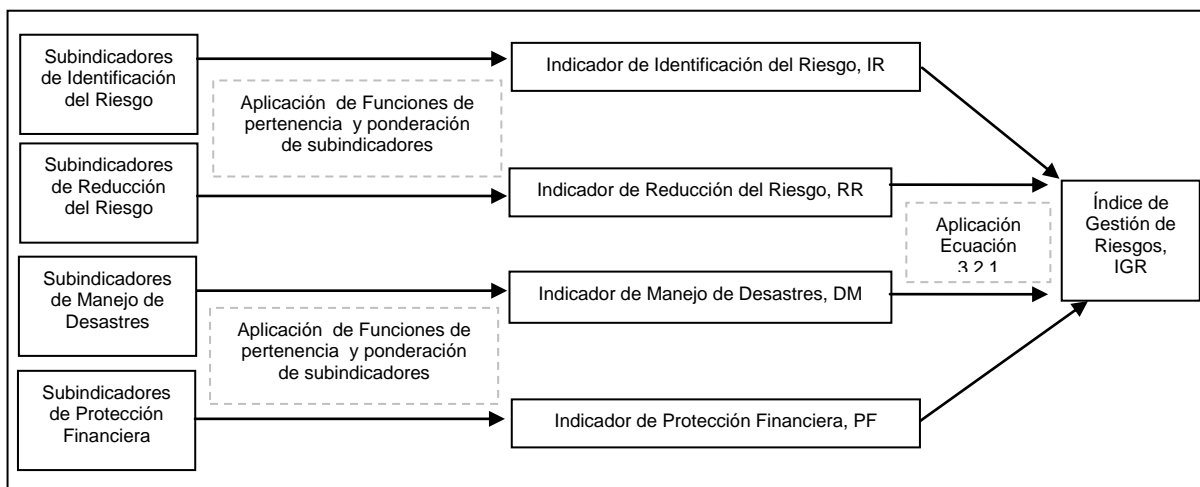 Subindicadores
de Identificación
del Riesgo
Indicador de Identificación del Riesgo, IR
Aplicación de Funciones de
pertenencia y ponderación
de subindicadores
Subindicadores
de Reducción
del Riesgo
Indicador de Reducción del Riesgo, RR
Aplicación
Ecuación
3.2.1
Índice de
Gestión de
Riesgos,
IGR
Subindicadores
de Manejo de
Desastres
Indicador de Manejo de Desastres, DM
Aplicación de Funciones de
pertenencia y ponderación
de subindicadores
Subindicadores
de Protección
Financiera
Indicador de Protección Financiera, PF